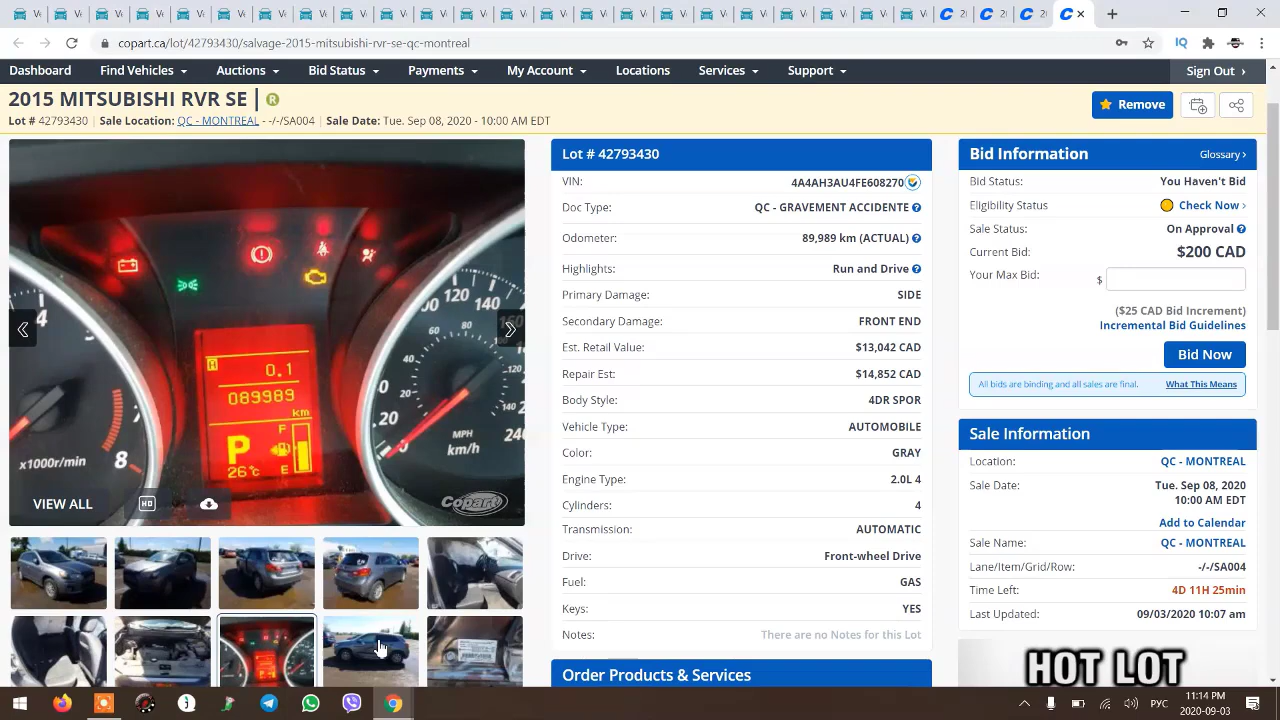 copart.ca/lot/42793430/salvage-2015-mitsubishi-rvr-se-qc-montreal
Dashboard
Find Vehicles
Auctions
Bid Status
Payments
My Account
Locations
Services
Support
Sign Out
2015 MITSUBISHI RVR SE | R
Lot # 42793430 | Sale Location: QC - MONTREAL - -/-/SA004 | Sale Date: Tue. Sep 08, 2020 - 10:00 AM EDT
Remove
4
8
x1000r/min
0.1
089989
km
P
F
E
26°c
0
20
40
60
80
100
120
140
120
140
240
MPH
km/h
VIEW ALL
HD
Copart
Lot # 42793430
VIN: 4A4AH3AU4FE608270
Doc Type: QC - GRAVEMENT ACCIDENTE
Odometer: 89,989 km (ACTUAL)
Highlights: Run and Drive
Primary Damage: SIDE
Secondary Damage: FRONT END
Est. Retail Value: $13,042 CAD
Repair Est: $14,852 CAD
Body Style: 4DR SPOR
Vehicle Type: AUTOMOBILE
Color: GRAY
Engine Type: 2.0L 4
Cylinders: 4
Transmission: AUTOMATIC
Drive: Front-wheel Drive
Fuel: GAS
Keys: YES
Notes: There are no Notes for this Lot
Order Products & Services
Bid Information
Glossary
Bid Status: You Haven't Bid
Eligibility Status Check Now
Sale Status: On Approval
Current Bid: $200 CAD
Your Max Bid: $
($25 CAD Bid Increment)
Incremental Bid Guidelines
Bid Now
All bids are binding and all sales are final. What This Means
Sale Information
Location: QC - MONTREAL
Sale Date: Tue. Sep 08, 2020
10:00 AM EDT
Add to Calendar
Sale Name: QC - MONTREAL
Lane/Item/Grid/Row: -/-/SA004
Time Left: 4D 11H 25min
Last Updated: 09/03/2020 10:07 am
HOT LOT
РУС
11:14 PM
2020-09-03